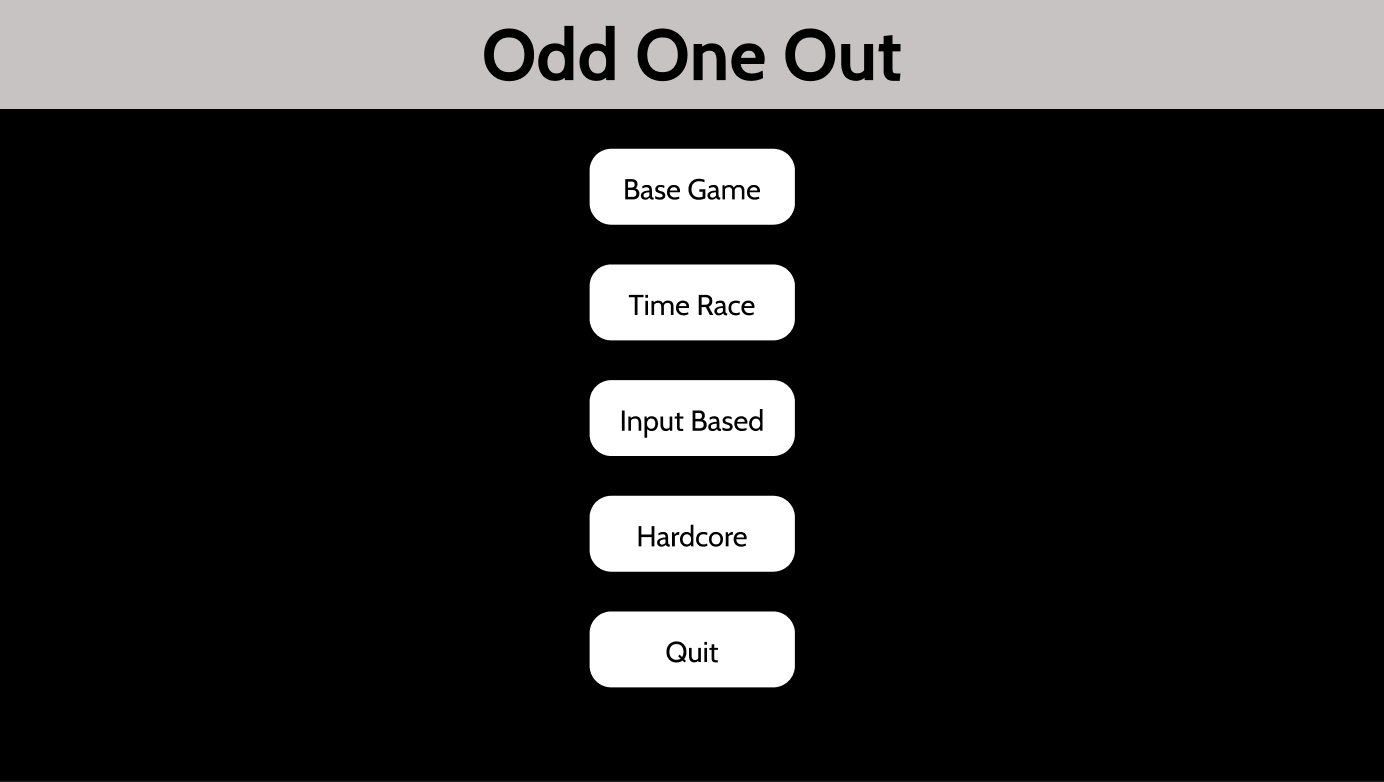 Odd One Out
Base Game
Time Race
Input Based
Hardcore
Quit